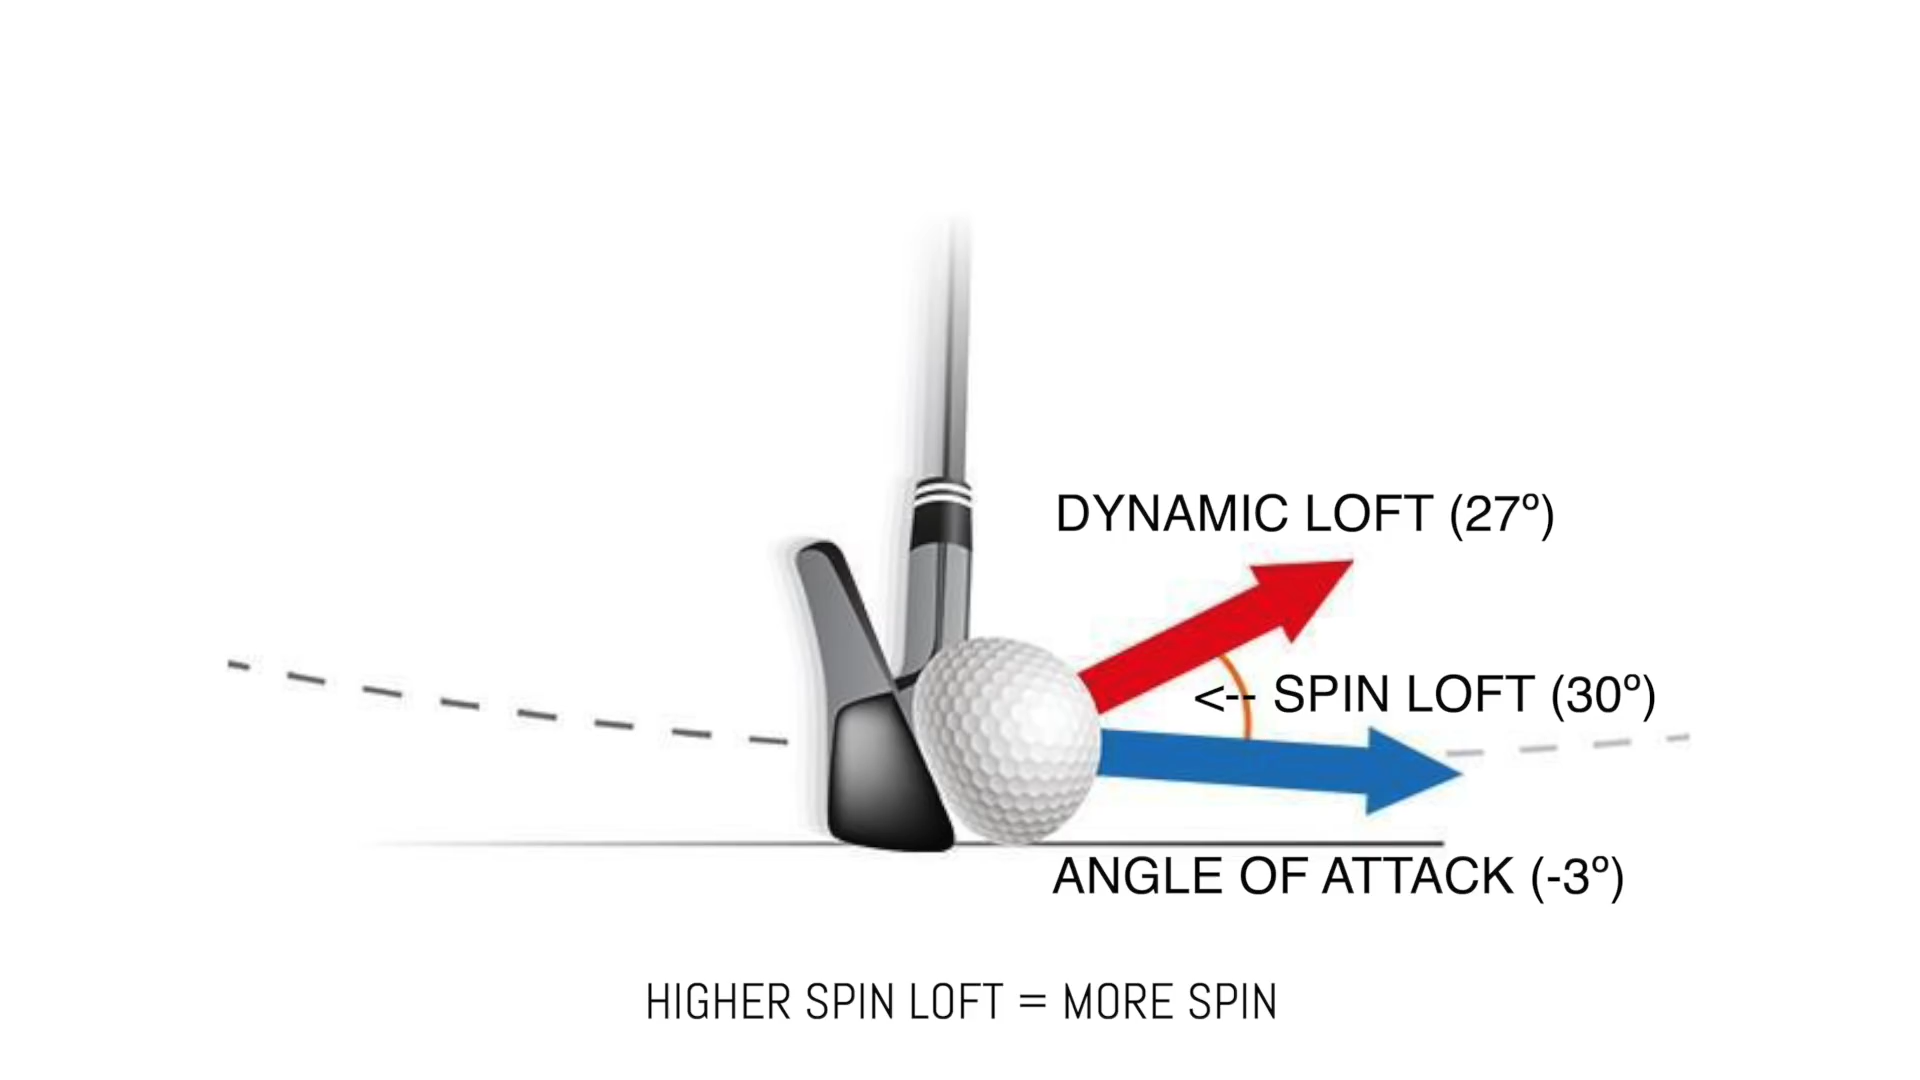 DYNAMIC LOFT (27º)
<-- SPIN LOFT (30º)
ANGLE OF ATTACK (-3º)
HIGHER SPIN LOFT = MORE SPIN